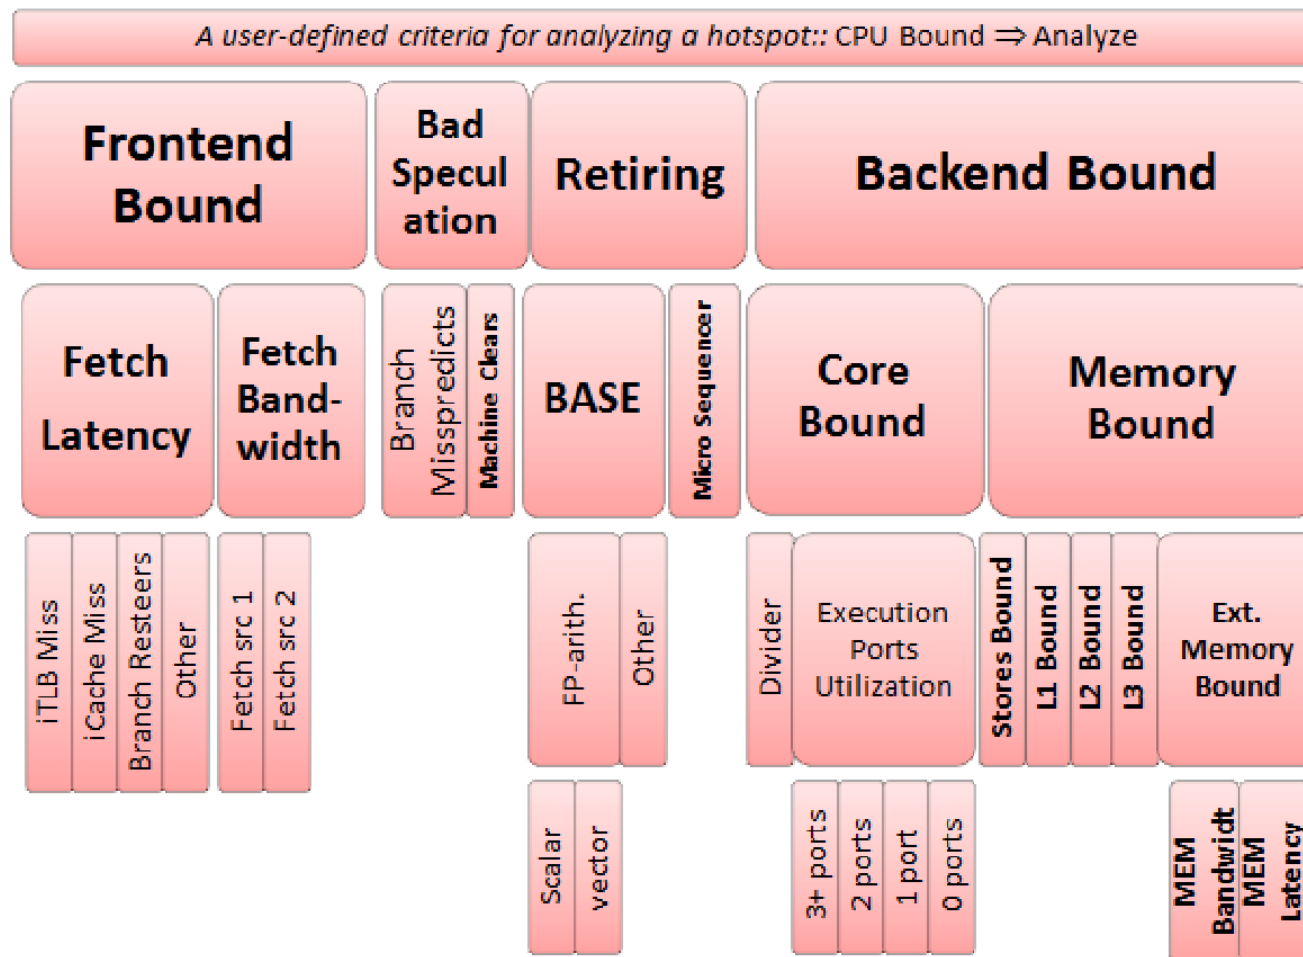 A user-defined criteria for analyzing a hotspot:: CPU Bound ⇒ Analyze
Frontend
Bound
Bad
Specul
ation
Retiring
Backend Bound
Fetch
Latency
Fetch
Band-
width
Branch
Misspredicts
Machine Clears
BASE
Micro Sequencer
Core
Bound
Memory
Bound
iTLB Miss
iCache Miss
Branch Resteers
Other
Fetch src 1
Fetch src 2
FP-arith.
Other
Divider
Execution
Ports
Utilization
Stores Bound
L1 Bound
L2 Bound
L3 Bound
Ext.
Memory
Bound
Scalar
vector
3+ ports
2 ports
1 port
0 ports
MEM
Bandwidt
MEM
Latency